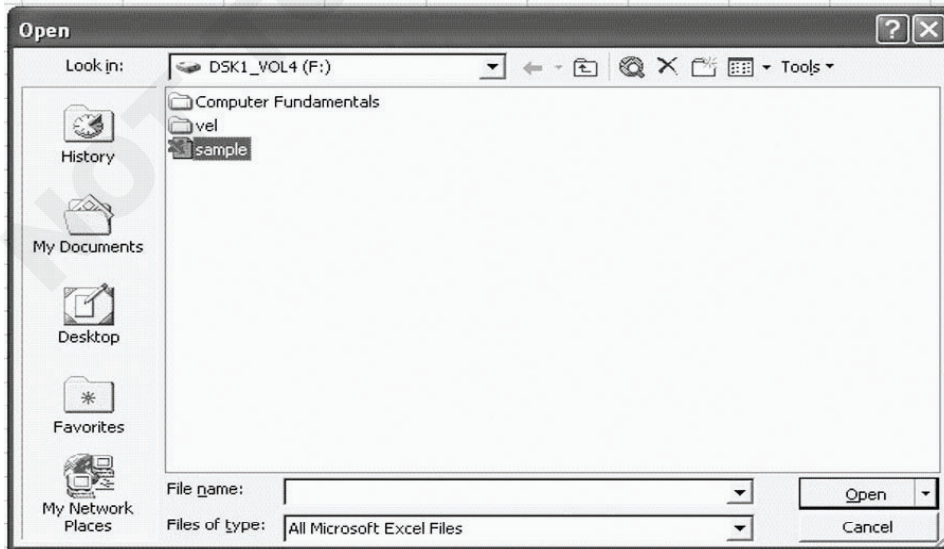 Open
Look in:
DSK1_VOL4 (F:)
Tools
Computer Fundamentals
vel
sample
History
My Documents
Desktop
Favorites
My Network
Places
File name:
Open
Files of type:
All Microsoft Excel Files
Cancel